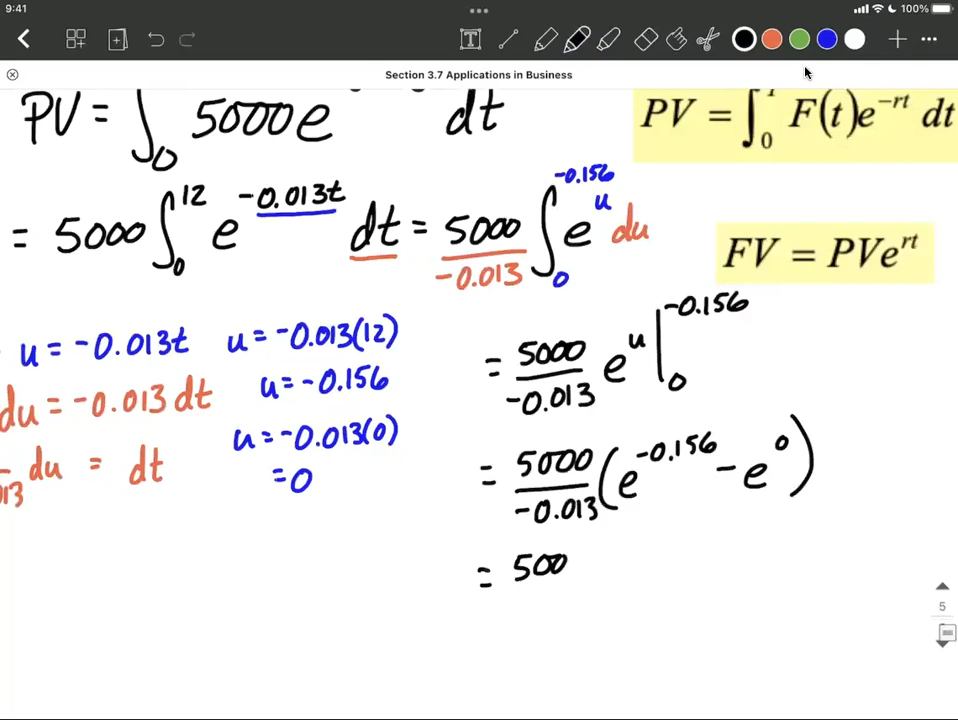 9:41
100%
T
Section 3.7 Applications in Business
PV = ∫₀ 5000e dt
PV = ∫₀ F(t)e^{-rt} dt
= 5000 ∫₀^{12} e^{-0.013t} dt = 5000/-0.013 ∫₀^{-0.156} e^u du
FV = PVe^{rt}
u = -0.013t
du = -0.013 dt
du = dt
13
u = -0.013(12)
u = -0.156
u = -0.013(0)
= 0
= 5000/-0.013 e^u |₀^{-0.156}
= 5000/-0.013 (e^{-0.156} - e^0)
= 500
5